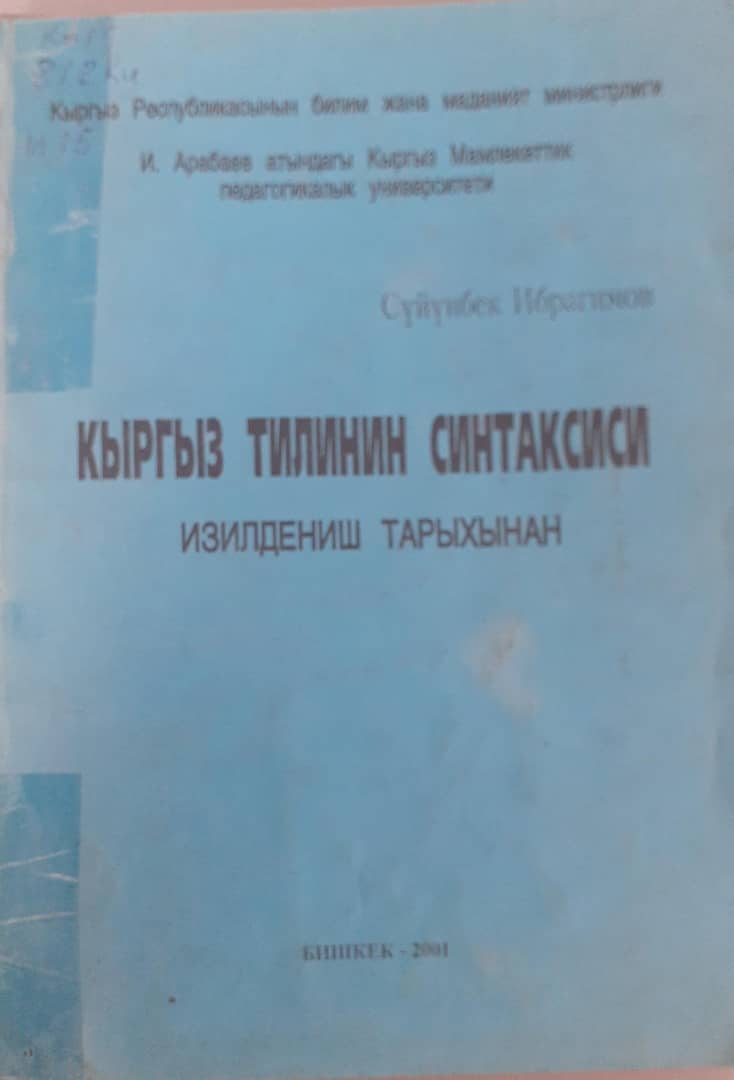 Кыргыз Республикасынын билим жана маданият министрлиги
И. Арабаев атындагы Кыргыз Мамлекеттик
педагогикалык университети
Сүйүнбек Ибрагимов
КЫРГЫЗ ТИЛИНИН СИНТАКСИСИ
ИЗИЛДЕНИШ ТАРЫХЫНАН
БИШКЕК - 2001